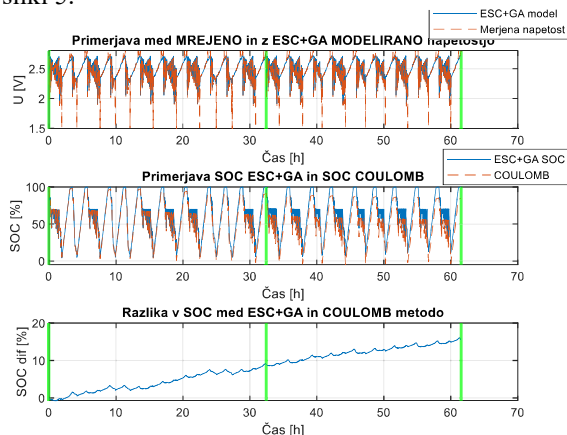 ESC+GA model
Merjena napetost
Primerjava med MREJENO in z ESC+GA MODELIRANO napetostjo
2.5
2
1.5
U [V]
0 10 20 30 40 50 60 70
Čas [h]
ESC+GA SOC
COULOMB
Primerjava SOC ESC+GA in SOC COULOMB
100
50
0
SOC [%]
0 10 20 30 40 50 60 70
Čas [h]
Razlika v SOC med ESC+GA in COULOMB metodo
20
10
0
SOC dif [%]
0 10 20 30 40 50 60 70
Čas [h]